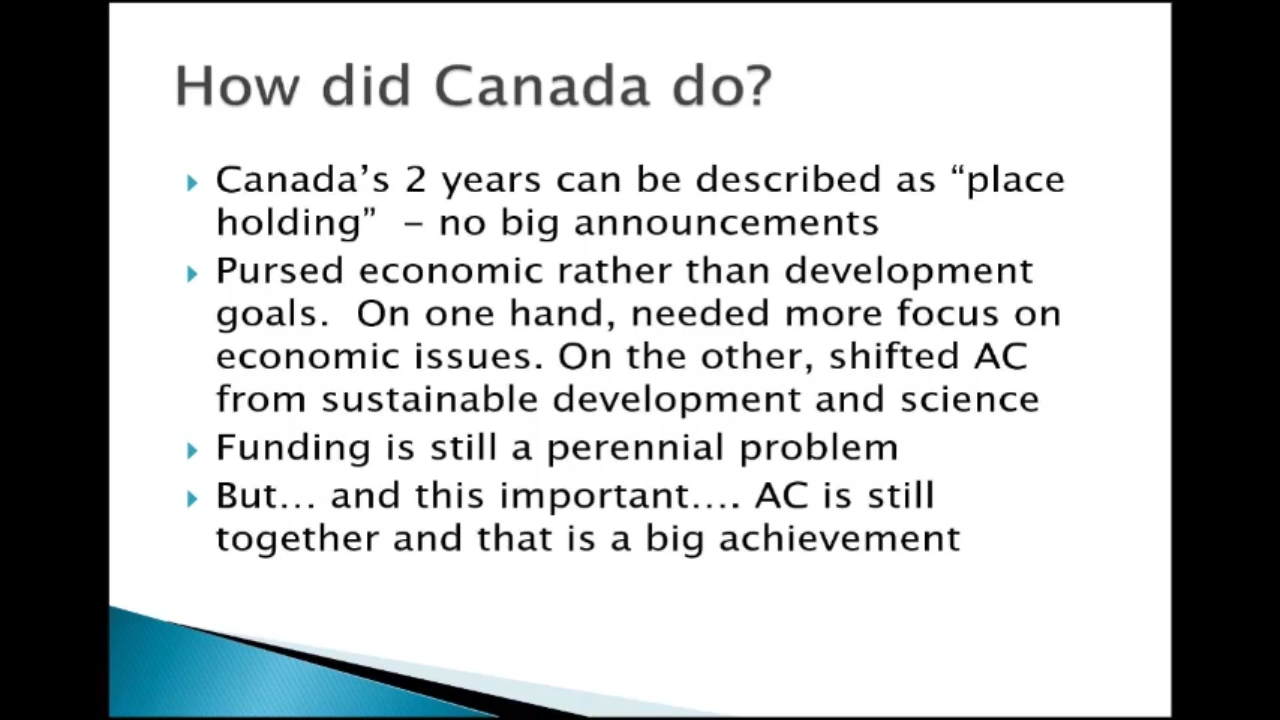 How did Canada do?
Canada’s 2 years can be described as “place
holding”  – no big announcements
Pursed economic rather than development
goals.  On one hand, needed more focus on
economic issues. On the other, shifted AC
from sustainable development and science
Funding is still a perennial problem
But… and this important…. AC is still
together and that is a big achievement